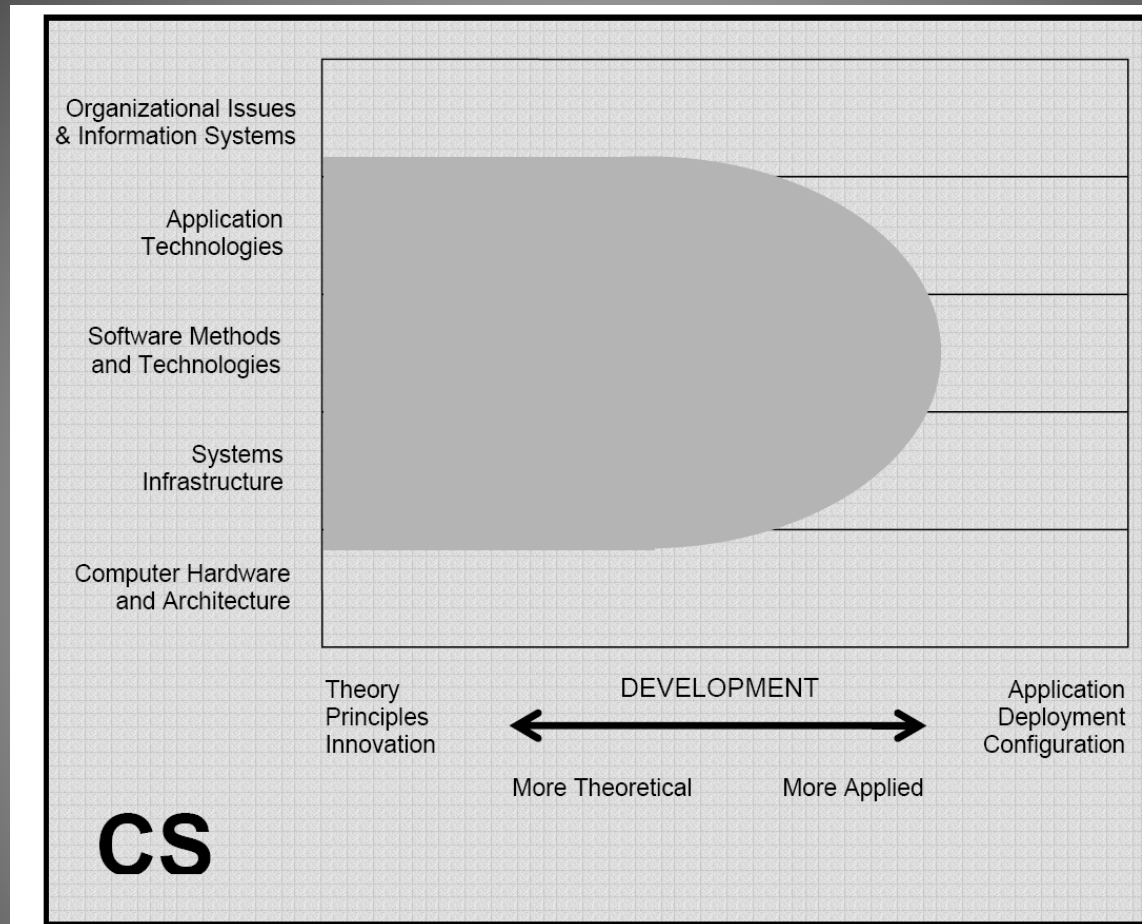 Organizational Issues
& Information Systems
Application
Technologies
Software Methods
and Technologies
Systems
Infrastructure
Computer Hardware
and Architecture
Theory
Principles
Innovation
DEVELOPMENT
More Theoretical
More Applied
Application
Deployment
Configuration
CS